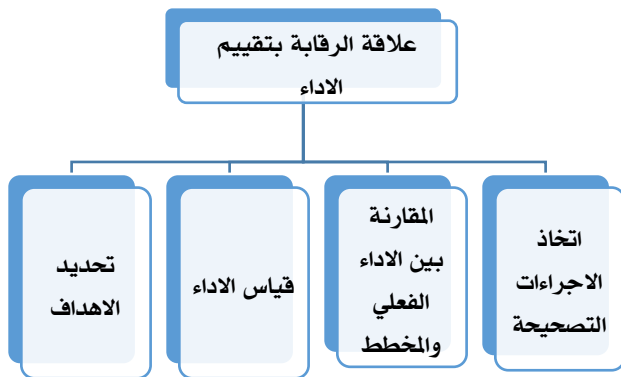 علاقة الرقابة بتقييم
الاداء
اتخاذ
الاجراءات
التصحيحة
المقارنة
بين الاداء
الفعلي
والمخطط
قياس الاداء
تحديد
الاهداف